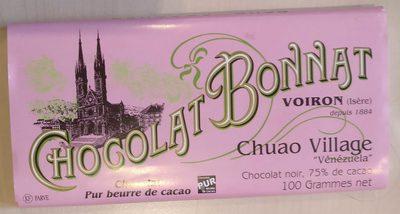 CHOCOLAT BONNAT
VOIRON (Isère)
depuis 1884
Chuao Village
"Vénézuela"
Chocolat noir, 75% de cacao
100 Grammes net
Pur beurre de cacao
PUR
PARVE